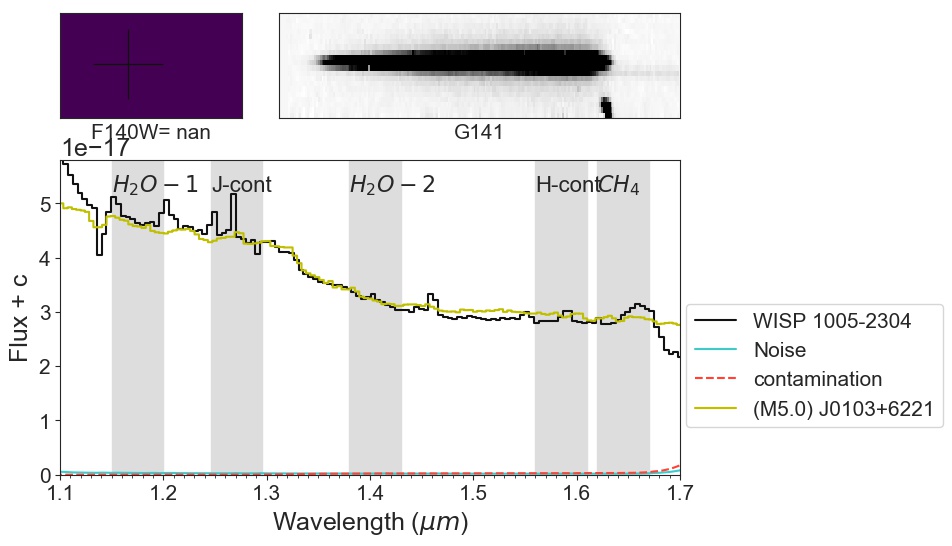 F140W= nan
G141
1e−17
H₂O − 1
J-cont
H₂O − 2
H-cont
CH₄
5
4
3
2
1
0
Flux + c
1.1
1.2
1.3
1.4
1.5
1.6
1.7
Wavelength (μm)
WISP 1005-2304
Noise
contamination
(M5.0) J0103+6221